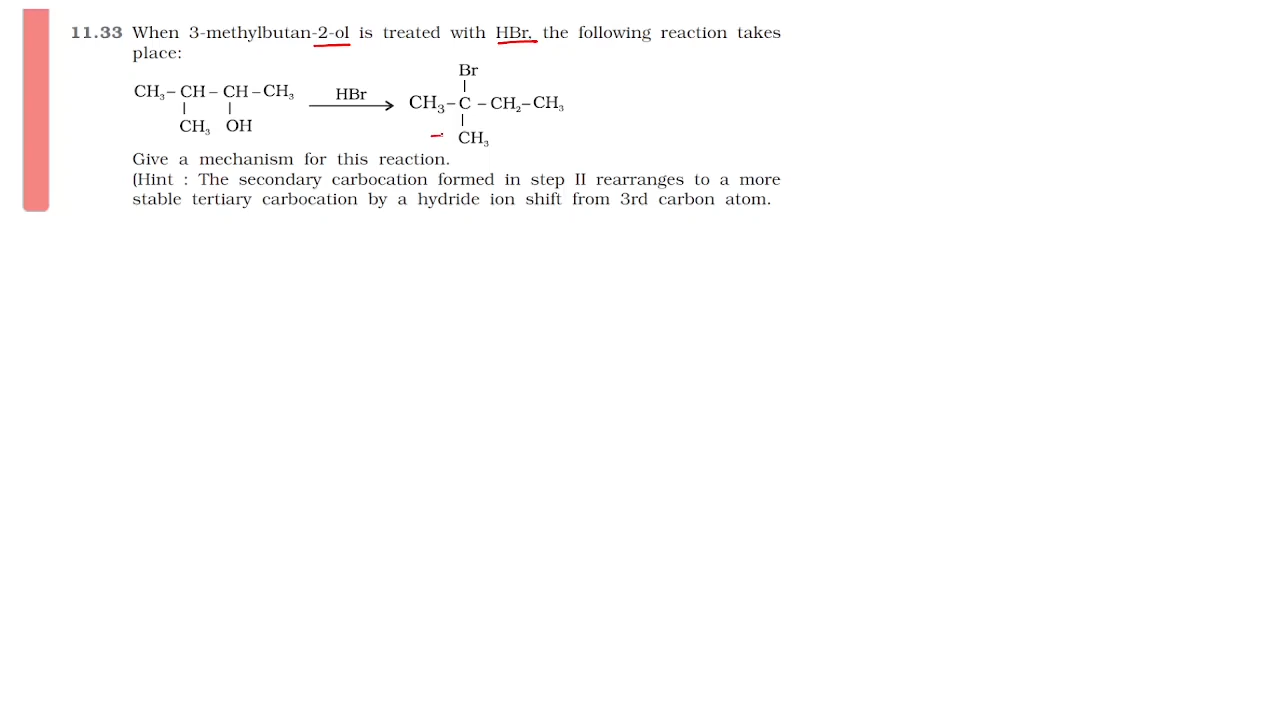 11.33 When 3-methylbutan-2-ol is treated with HBr, the following reaction takes
place:
Br
CH₃– CH – CH – CH₃ HBr CH₃– C – CH₂– CH₃
CH₃ OH CH₃
Give a mechanism for this reaction.
(Hint : The secondary carbocation formed in step II rearranges to a more
stable tertiary carbocation by a hydride ion shift from 3rd carbon atom.